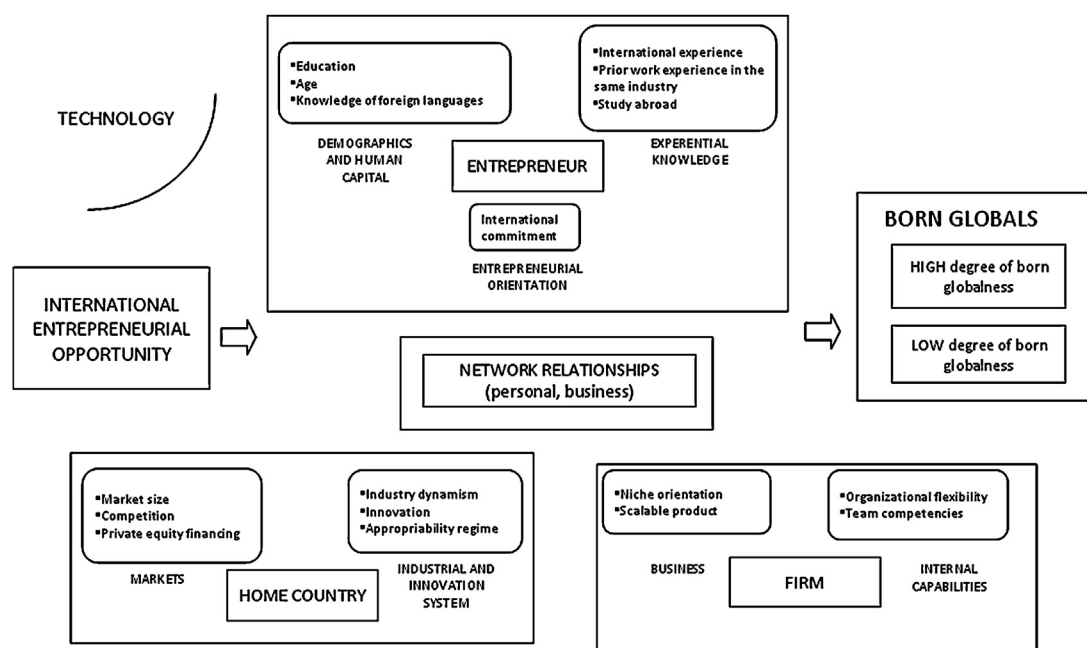 TECHNOLOGY
▪Education
▪Age
▪Knowledge of foreign languages
DEMOGRAPHICS
AND HUMAN
CAPITAL
▪International experience
▪Prior work experience in the
same industry
▪Study abroad
EXPERENTIAL
KNOWLEDGE
ENTREPRENEUR
International
commitment
ENTREPRENEURIAL
ORIENTATION
INTERNATIONAL
ENTREPRENEURIAL
OPPORTUNITY
BORN GLOBALS
HIGH degree of born
globalness
LOW degree of born
globalness
NETWORK RELATIONSHIPS
(personal, business)
▪Market size
▪Competition
▪Private equity financing
MARKETS
▪Industry dynamism
▪Innovation
▪Appropriability regime
INDUSTRIAL AND
INNOVATION
SYSTEM
HOME COUNTRY
▪Niche orientation
▪Scalable product
BUSINESS
▪Organizational flexibility
▪Team competencies
INTERNAL
CAPABILITIES
FIRM